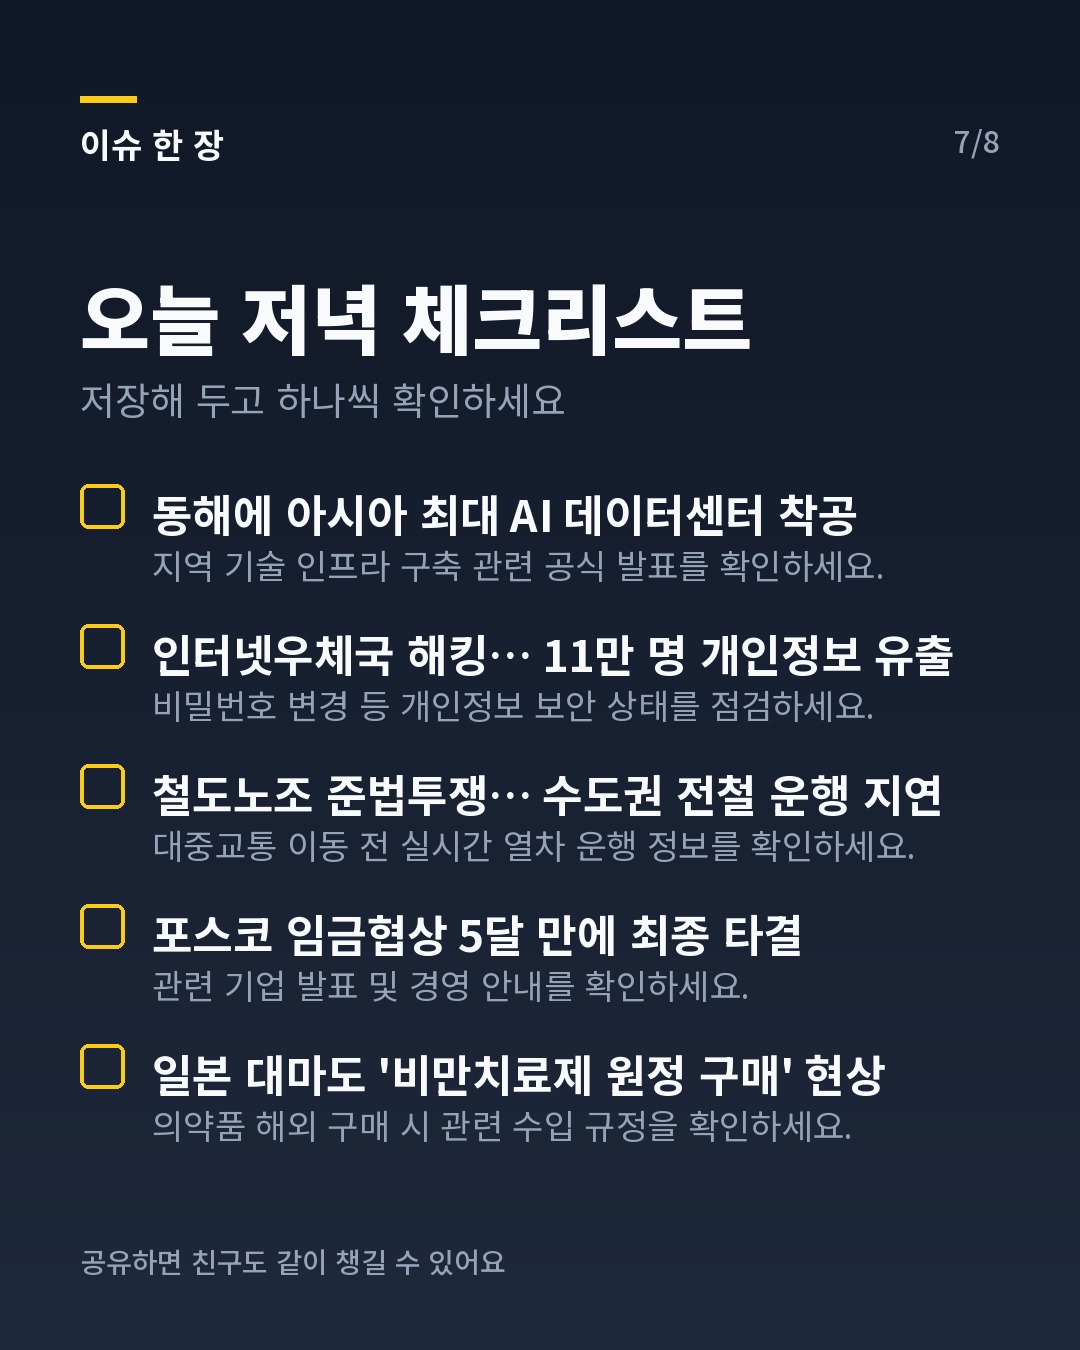 이슈 한 장
7/8
오늘 저녁 체크리스트
저장해 두고 하나씩 확인하세요
동해에 아시아 최대 AI 데이터센터 착공
지역 기술 인프라 구축 관련 공식 발표를 확인하세요.
인터넷우체국 해킹… 11만 명 개인정보 유출
비밀번호 변경 등 개인정보 보안 상태를 점검하세요.
철도노조 준법투쟁… 수도권 전철 운행 지연
대중교통 이동 전 실시간 열차 운행 정보를 확인하세요.
포스코 임금협상 5달 만에 최종 타결
관련 기업 발표 및 경영 안내를 확인하세요.
일본 대마도 '비만치료제 원정 구매' 현상
의약품 해외 구매 시 관련 수입 규정을 확인하세요.
공유하면 친구도 같이 챙길 수 있어요